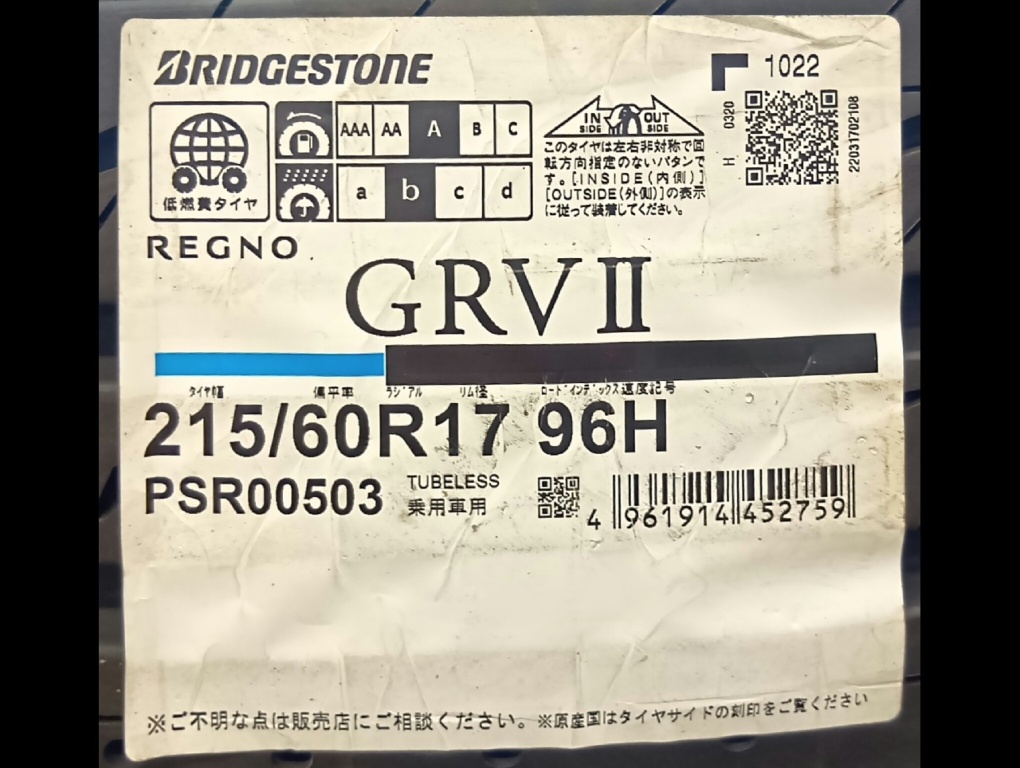 BRIDGESTONE
1022
AAA AA A B C
a b c d
低燃費タイヤ
IN SIDE OUT SIDE
このタイヤは左右非対称で回
転方向指定のないパタンで
す。[INSIDE(内側)]
[OUTSIDE(外側)]の表示
に従って装着してください。
H 0320
22031702108
REGNO
GRVⅡ
タイヤ幅 偏平率 ラジアル リム径 ロードインデックス 速度記号
215/60R17 96H
PSR00503
TUBELESS
乗用車用
4 961914 452759
※ご不明な点は販売店にご相談ください。※原産国はタイヤサイドの刻印をご覧ください